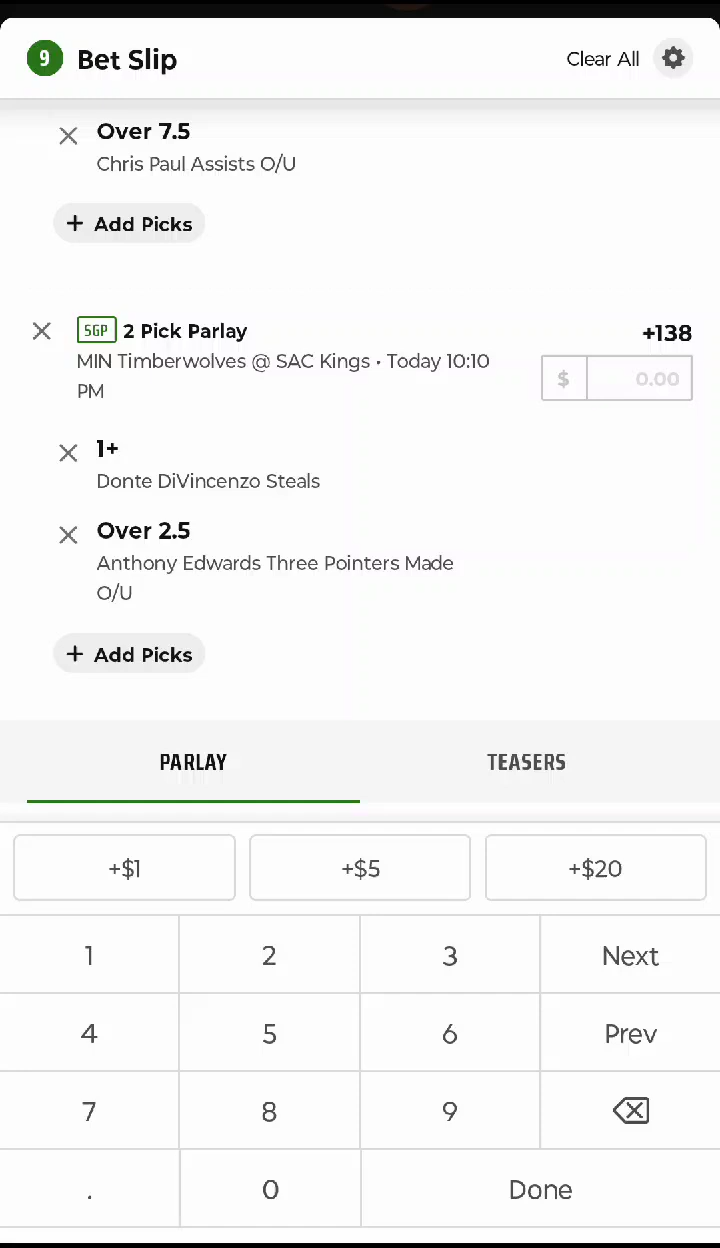 9 Bet Slip Clear All
Over 7.5
Chris Paul Assists O/U
+ Add Picks
SGP 2 Pick Parlay +138
MIN Timberwolves @ SAC Kings • Today 10:10
PM
$ 0.00
1+
Donte DiVincenzo Steals
Over 2.5
Anthony Edwards Three Pointers Made
O/U
+ Add Picks
PARLAY TEASERS
+$1 +$5 +$20
1 2 3 Next
4 5 6 Prev
7 8 9
. 0 Done